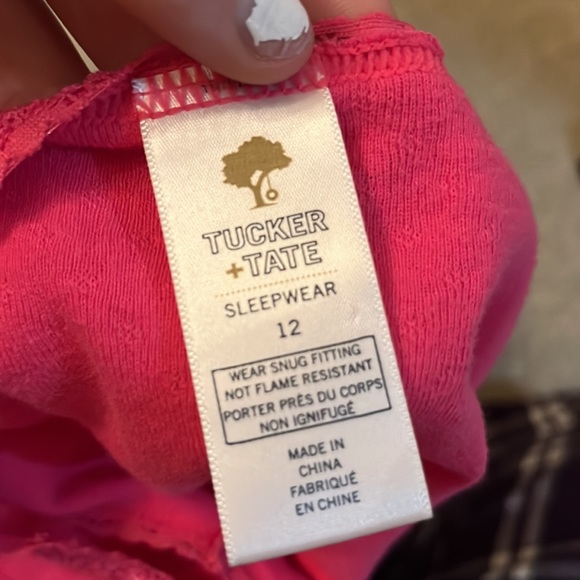 TUCKER
+TATE
SLEEPWEAR
12
WEAR SNUG FITTING
NOT FLAME RESISTANT
PORTER PRÈS DU CORPS
NON IGNIFUGÉ
MADE IN
CHINA
FABRIQUÉ
EN CHINE